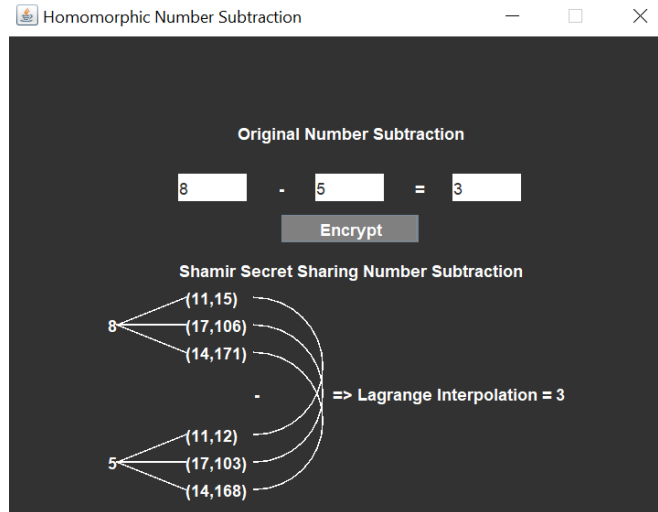 Homomorphic Number Subtraction
Original Number Subtraction
8 - 5 = 3
Encrypt
Shamir Secret Sharing Number Subtraction
(11,15)
8 (17,106)
(14,171)
- => Lagrange Interpolation = 3
(11,12)
5 (17,103)
(14,168)